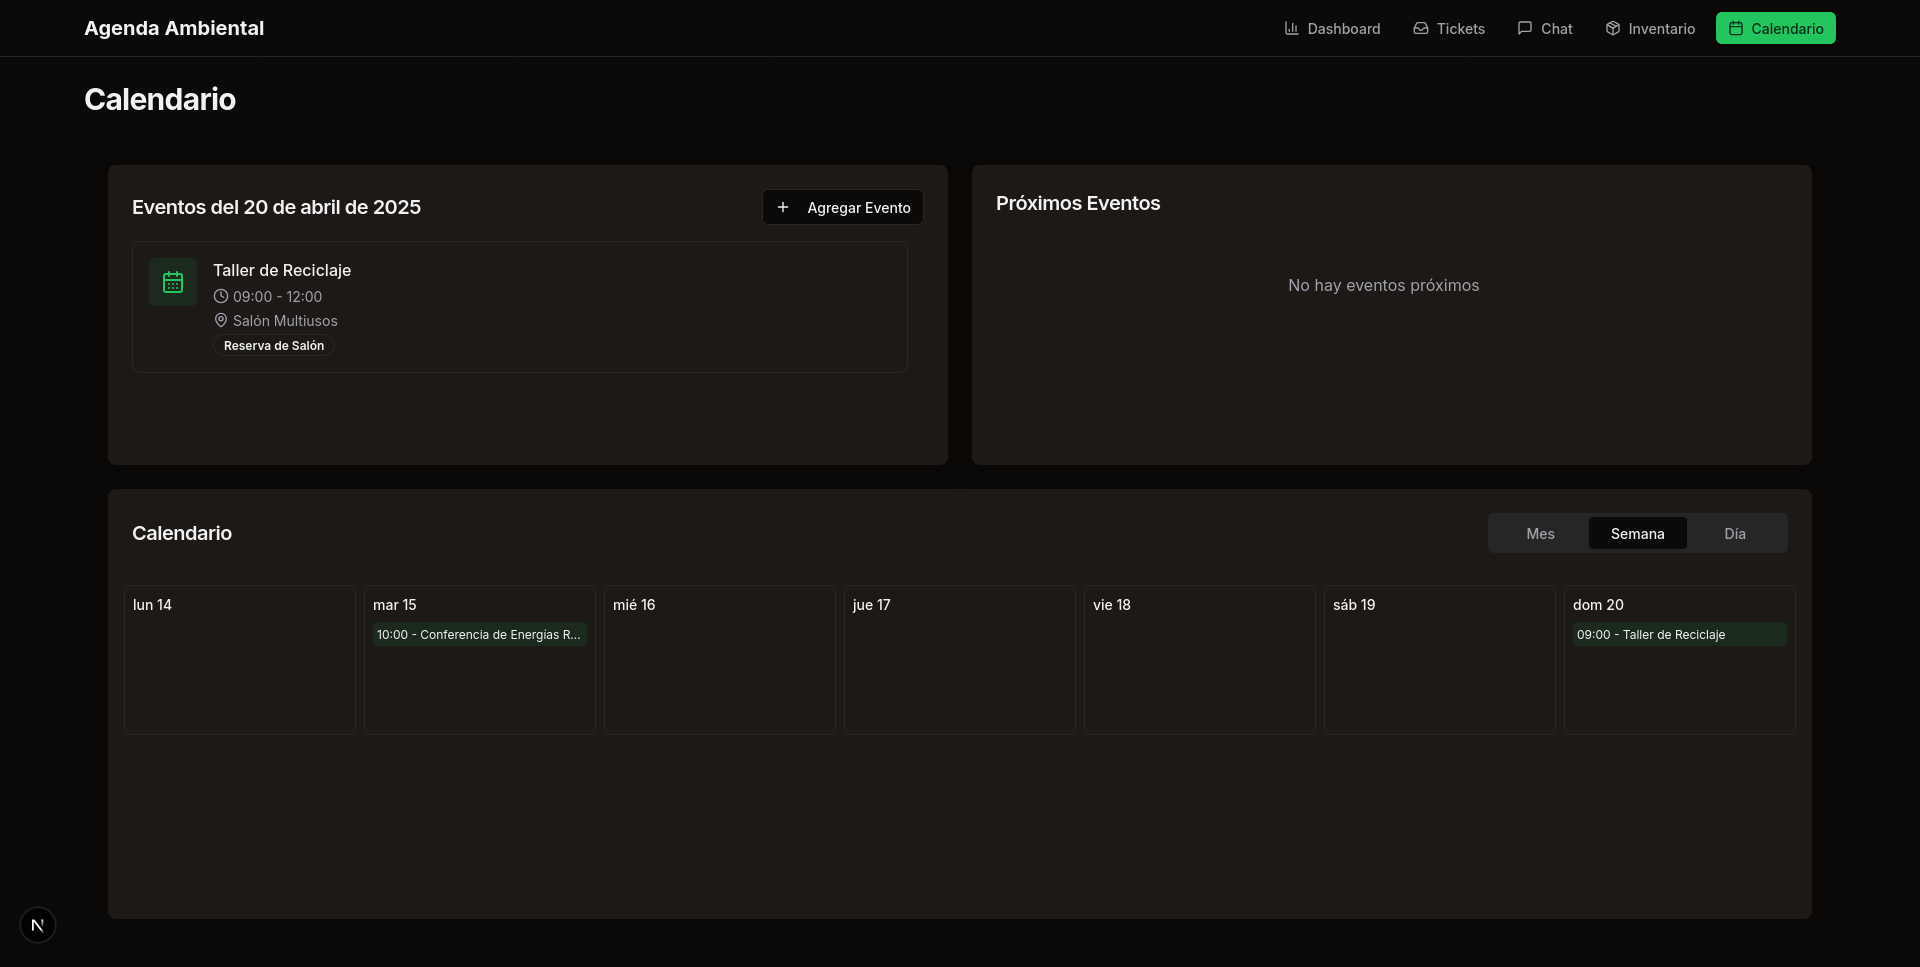 Agenda Ambiental
Dashboard
Tickets
Chat
Inventario
Calendario
Calendario
Eventos del 20 de abril de 2025
Agregar Evento
Taller de Reciclaje
09:00 - 12:00
Salón Multiusos
Reserva de Salón
Próximos Eventos
No hay eventos próximos
Calendario
Mes
Semana
Día
lun 14
mar 15
10:00 - Conferencia de Energías R...
mié 16
jue 17
vie 18
sáb 19
dom 20
09:00 - Taller de Reciclaje
N